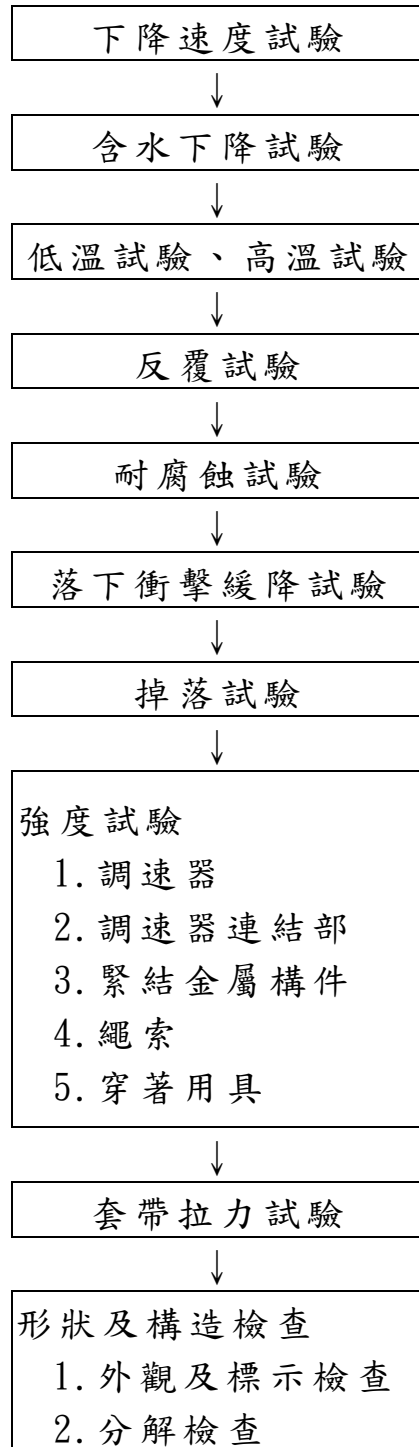 下降速度試驗
↓
含水下降試驗
↓
低溫試驗、高溫試驗
↓
反覆試驗
↓
耐腐蝕試驗
↓
落下衝擊緩降試驗
↓
掉落試驗
↓
強度試驗
1.調速器
2.調速器連結部
3.緊結金屬構件
4.繩索
5.穿著用具
↓
套帶拉力試驗
↓
形狀及構造檢查
1.外觀及標示檢查
2.分解檢查